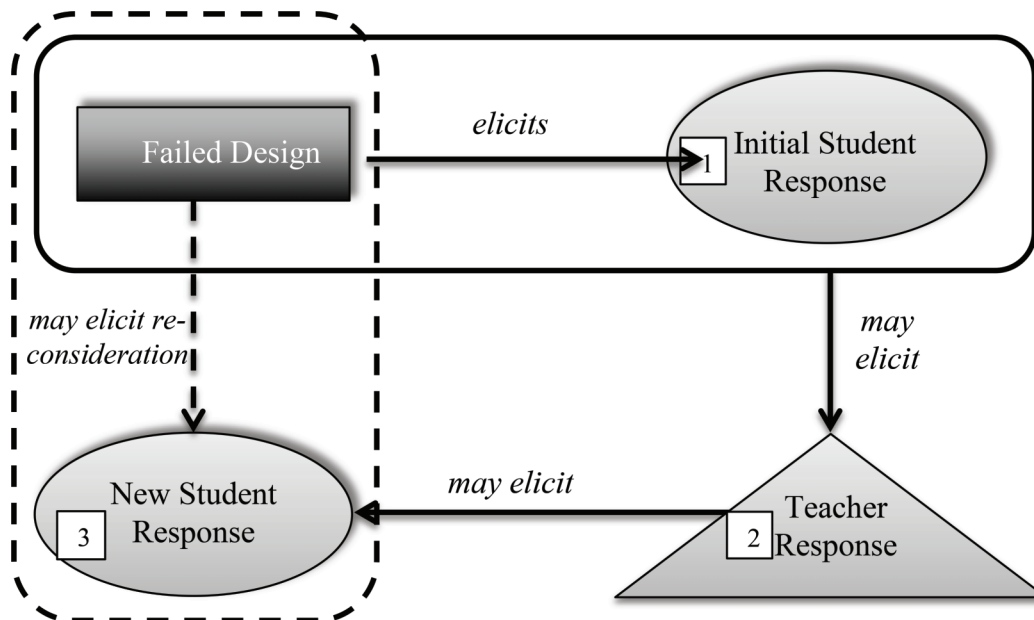 Failed Design
elicits
1
Initial Student
Response
may elicit re-
consideration
may
elicit
New Student
Response
3
may elicit
2
Teacher
Response